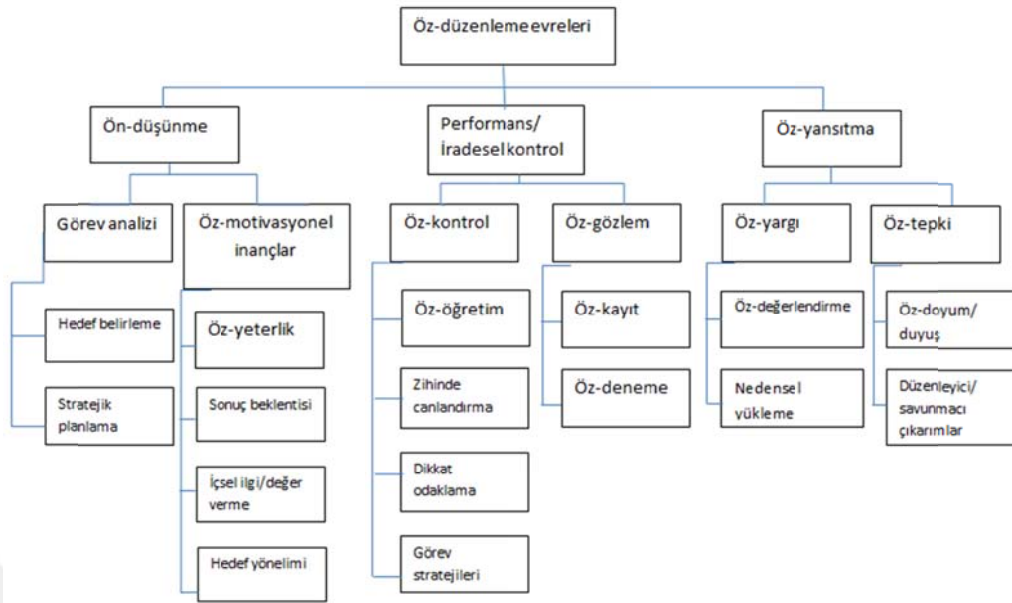 Öz-düzenleme evreleri
Ön-düşünme
Performans/
İradesel kontrol
Öz-yansıtma
Görev analizi
Öz-motivasyonel
inançlar
Öz-kontrol
Öz-gözlem
Öz-yargı
Öz-tepki
Hedef belirleme
Stratejik
planlama
Öz-yeterlik
Sonuç beklentisi
İçsel ilgi/değer
verme
Hedef yönelimi
Öz-öğretim
Zihinde
canlandırma
Dikkat
odaklama
Görev
stratejileri
Öz-kayıt
Öz-deneme
Öz-değerlendirme
Nedensel
yükleme
Öz-doyum/
duyuş
Düzenleyici/
savunmacı
çıkarımlar